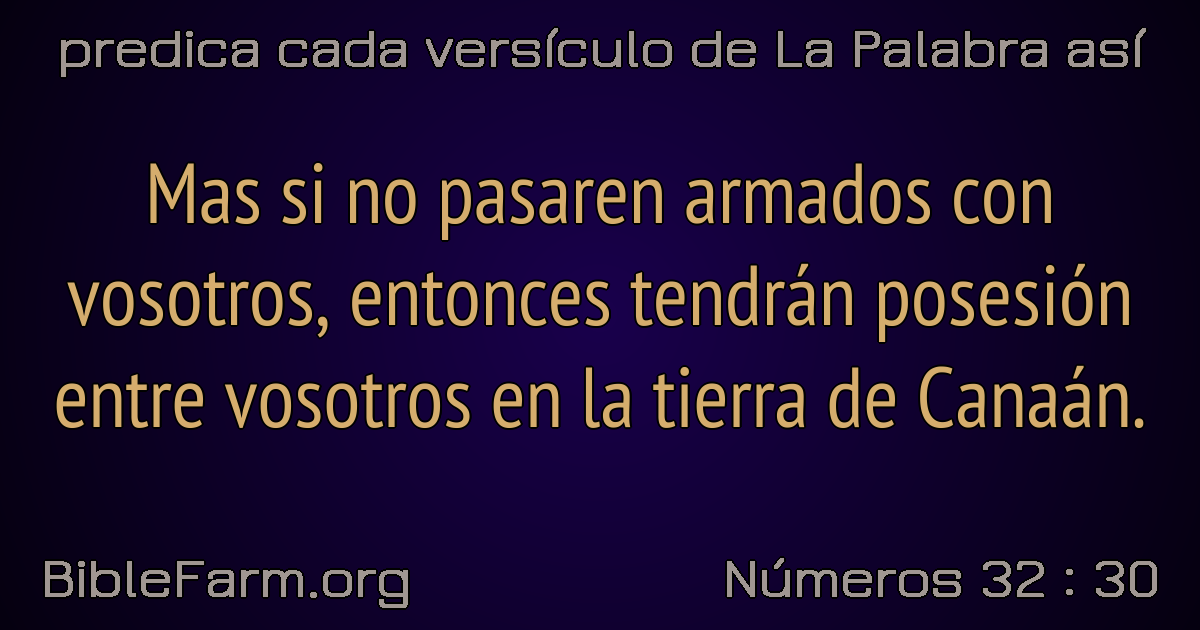 predica cada versículo de La Palabra así
Mas si no pasaren armados con
vosotros, entonces tendrán posesión
entre vosotros en la tierra de Canaán.
BibleFarm.org
Números 32 : 30